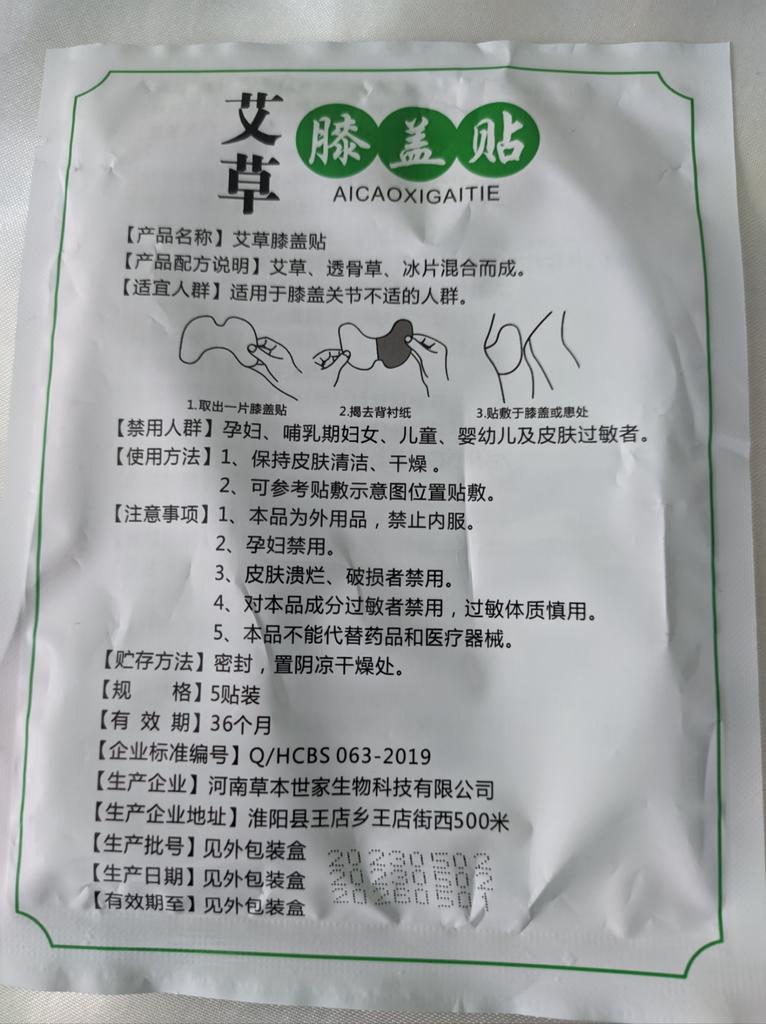 艾草
膝盖贴
AICAOXIGAITIE
【产品名称】艾草膝盖贴
【产品配方说明】艾草、透骨草、冰片混合而成。
【适宜人群】适用于膝盖关节不适的人群。
1.取出一片膝盖贴 2.揭去背衬纸 3.贴敷于膝盖或患处
【禁用人群】孕妇、哺乳期妇女、儿童、婴幼儿及皮肤过敏者。
【使用方法】1、保持皮肤清洁、干燥。
2、可参考贴敷示意图位置贴敷。
【注意事项】1、本品为外用品，禁止内服。
2、孕妇禁用。
3、皮肤溃烂、破损者禁用。
4、对本品成分过敏者禁用，过敏体质慎用。
5、本品不能代替药品和医疗器械。
【贮存方法】密封，置阴凉干燥处。
【规 格】5贴装
【有 效 期】36个月
【企业标准编号】Q/HCBS 063-2019
【生产企业】河南草本世家生物科技有限公司
【生产企业地址】淮阳县王店乡王店街西500米
【生产批号】见外包装盒 20230502
【生产日期】见外包装盒 20230502
【有效期至】见外包装盒 20260501